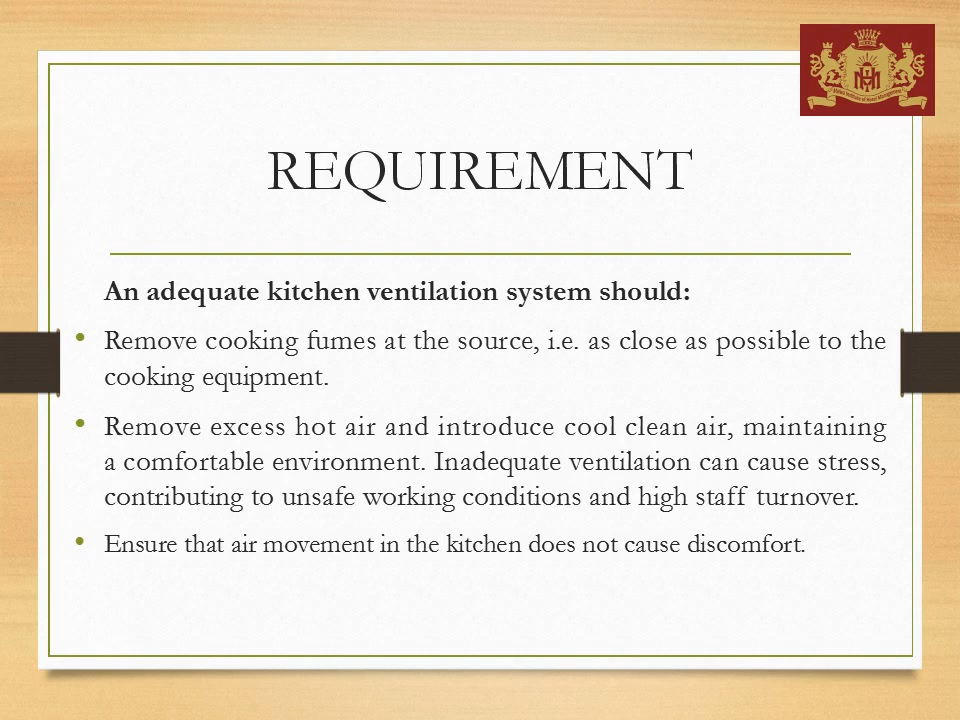 REQUIREMENT
An adequate kitchen ventilation system should:
• Remove cooking fumes at the source, i.e. as close as possible to the
cooking equipment.
• Remove excess hot air and introduce cool clean air, maintaining
a comfortable environment. Inadequate ventilation can cause stress,
contributing to unsafe working conditions and high staff turnover.
• Ensure that air movement in the kitchen does not cause discomfort.